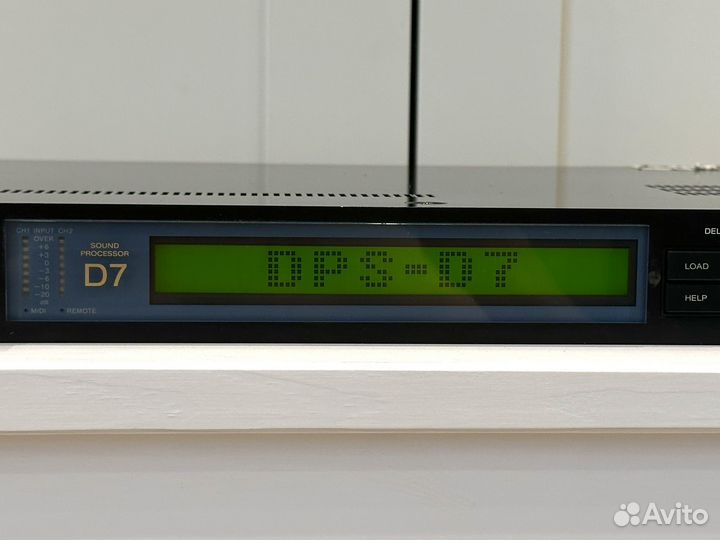 CH1 INPUT CH2
OVER
+6
+3
0
-3
-6
-10
-20
dB
MIDI
REMOTE
SOUND
PROCESSOR
D7
DPS-D7
DEL
LOAD
HELP
Avito